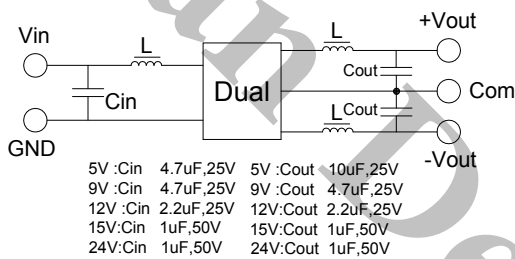 Vin
L
Cin
GND
Dual
L
+Vout
Cout
Com
Cout
L
-Vout
5V :Cin 4.7uF,25V 5V :Cout 10uF,25V
9V :Cin 4.7uF,25V 9V :Cout 4.7uF,25V
12V :Cin 2.2uF,25V 12V:Cout 2.2uF,25V
15V:Cin 1uF,50V 15V:Cout 1uF,50V
24V:Cin 1uF,50V 24V:Cout 1uF,50V